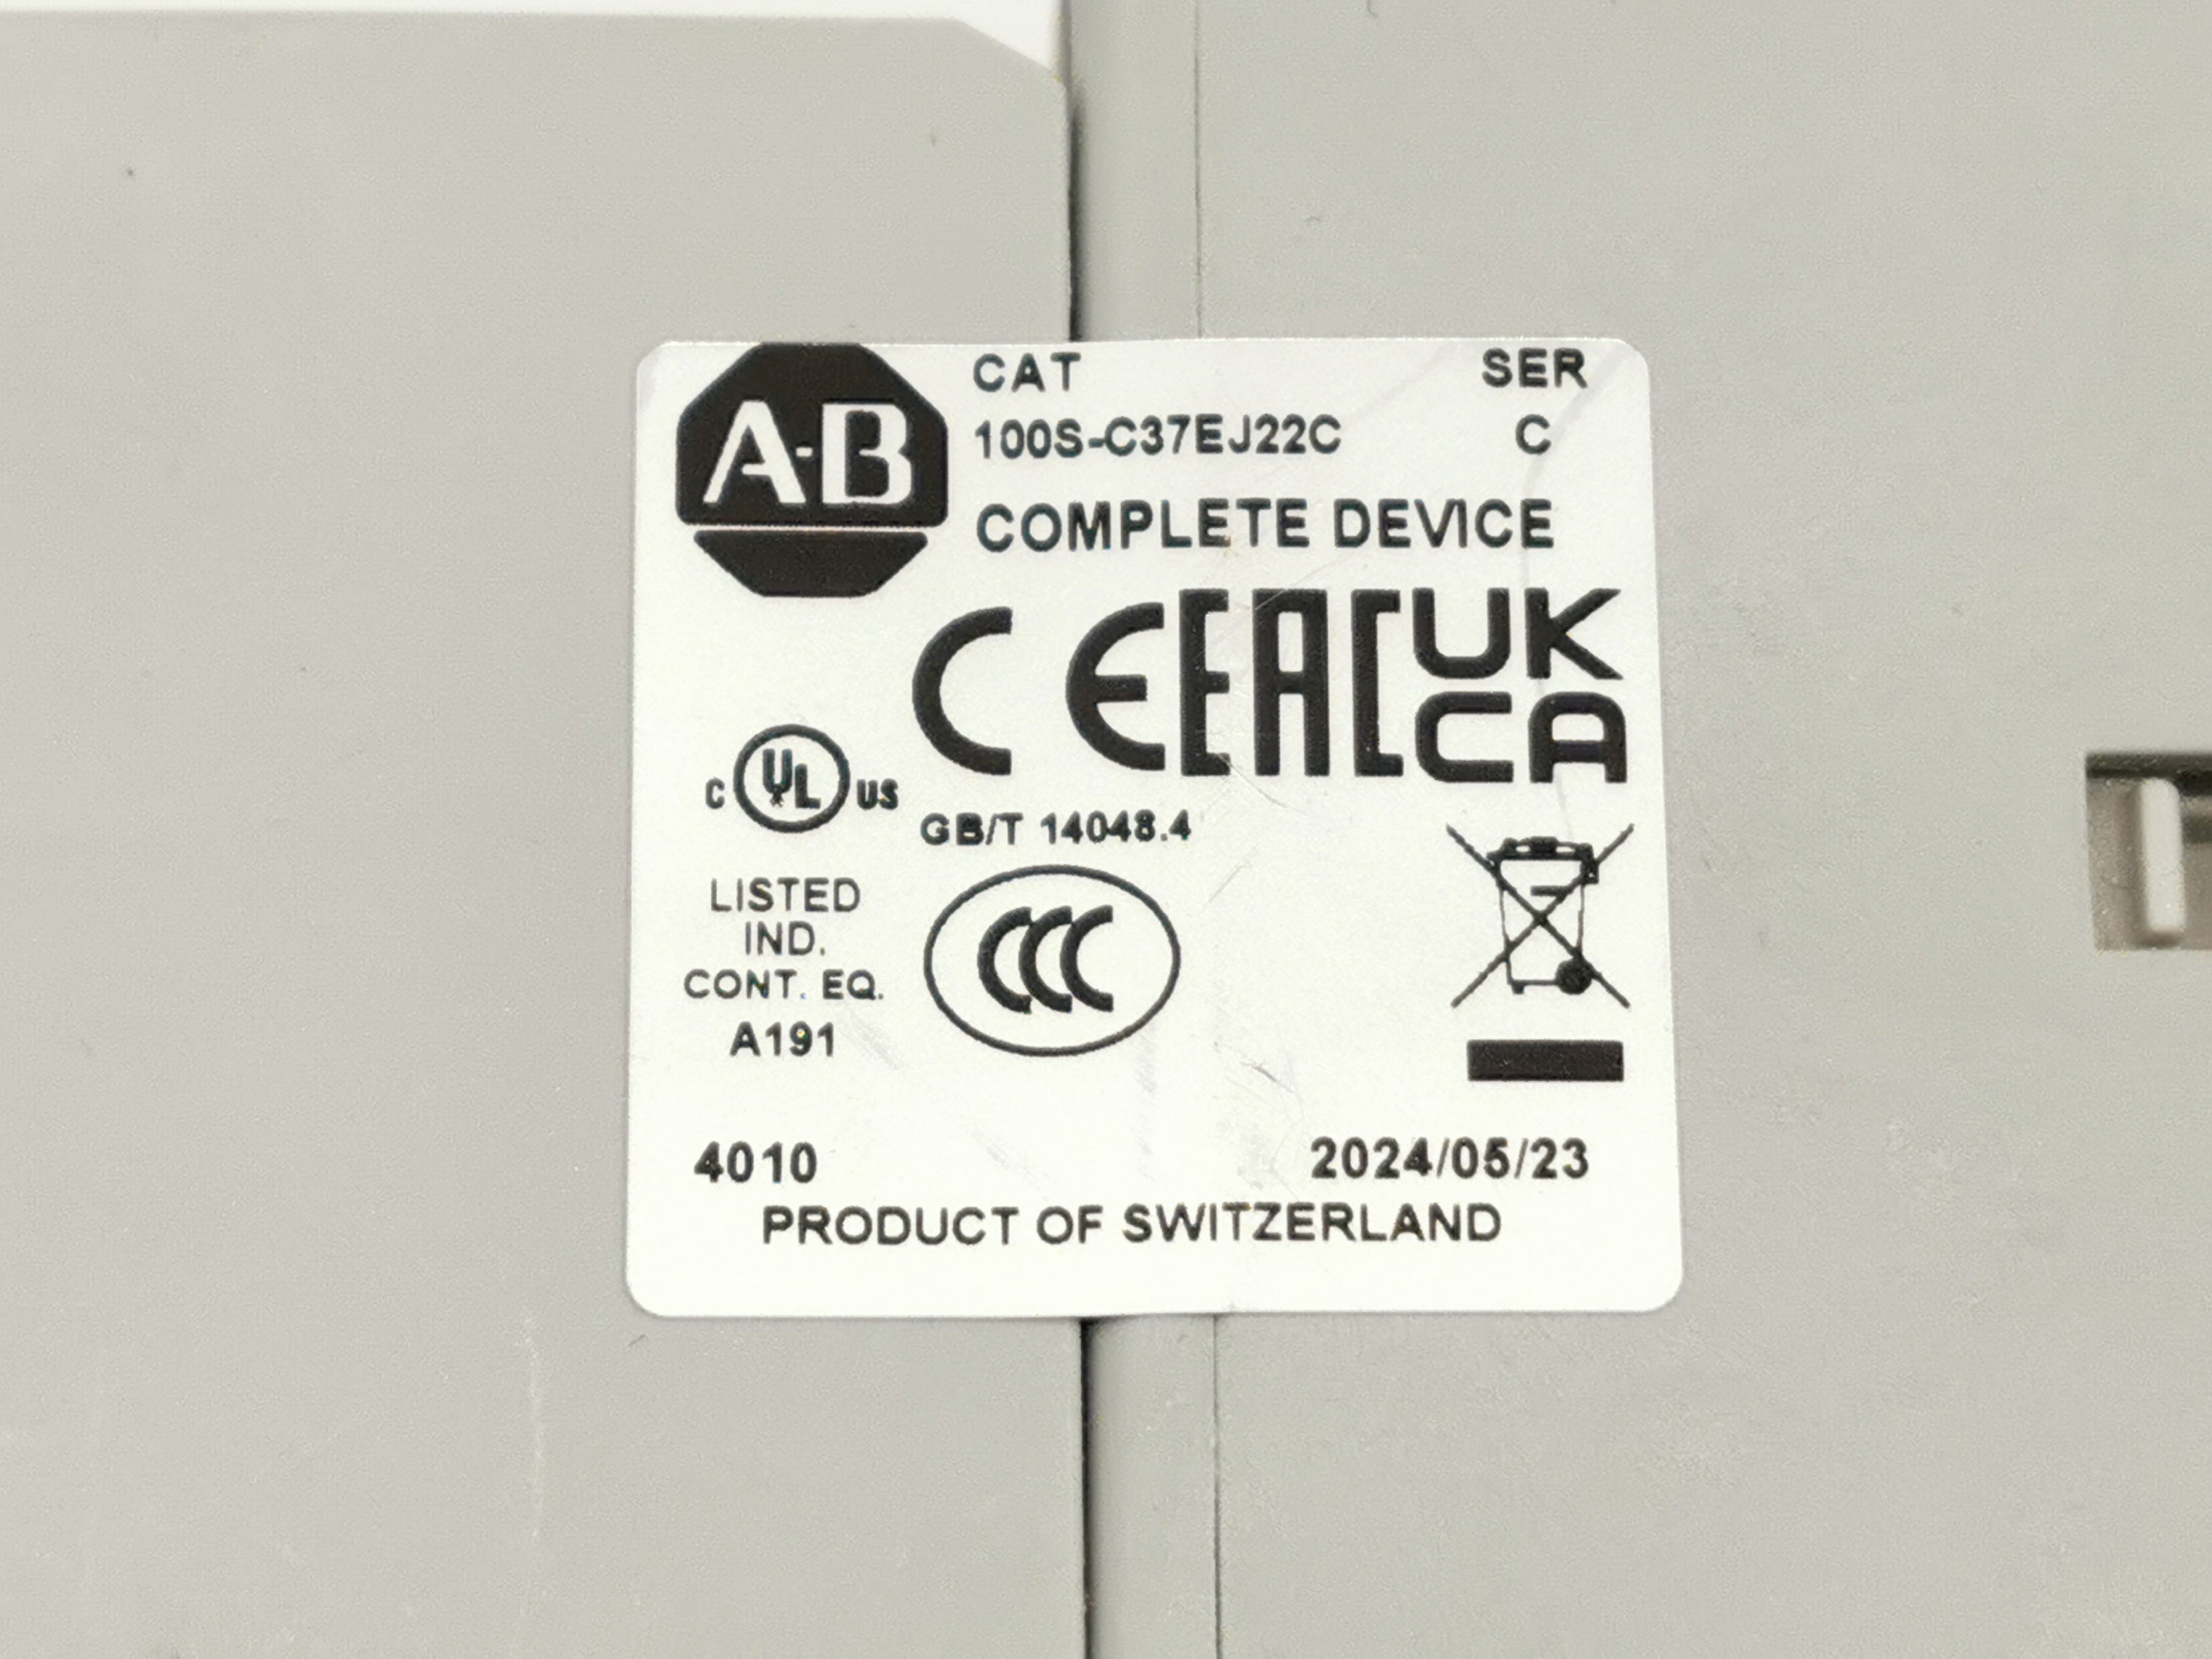 A-B
CAT SER
100S-C37EJ22C C
COMPLETE DEVICE
CE EAC UK
CA
C UL US
GB/T 14048.4
LISTED
IND.
CONT. EQ.
A191
CCC
4010 2024/05/23
PRODUCT OF SWITZERLAND